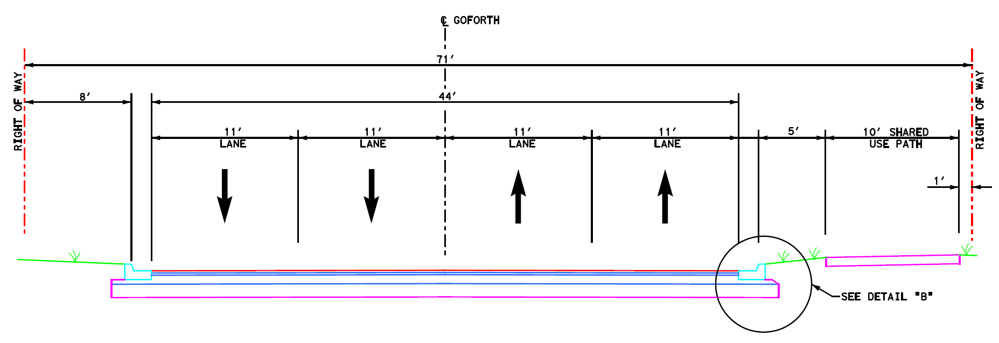 ℄ GOFORTH
71'
RIGHT OF WAY
RIGHT OF WAY
8'
44'
11'
LANE
11'
LANE
11'
LANE
11'
LANE
5'
10' SHARED
USE PATH
1'
SEE DETAIL "B"